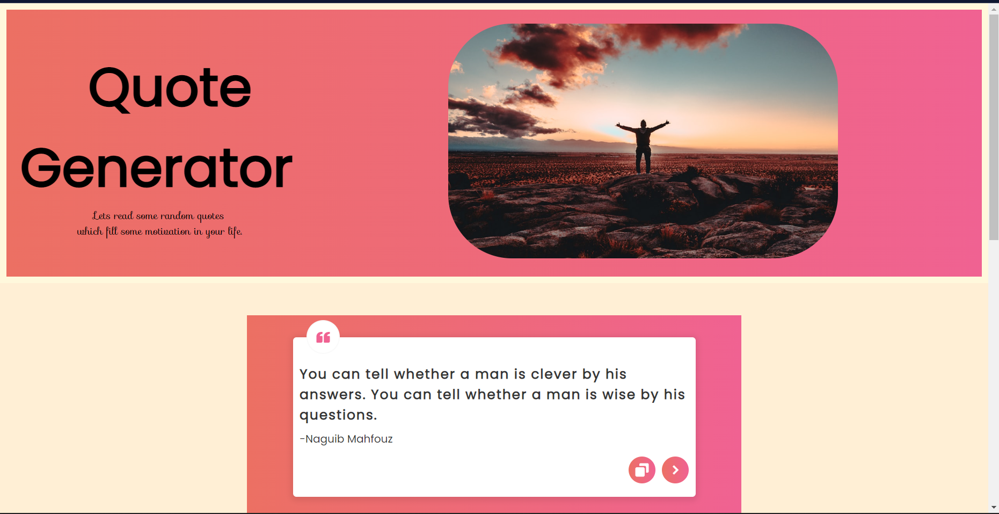 Quote
Generator
Lets read some random quotes
which fill some motivation in your life.
You can tell whether a man is clever by his
answers. You can tell whether a man is wise by his
questions.
-Naguib Mahfouz